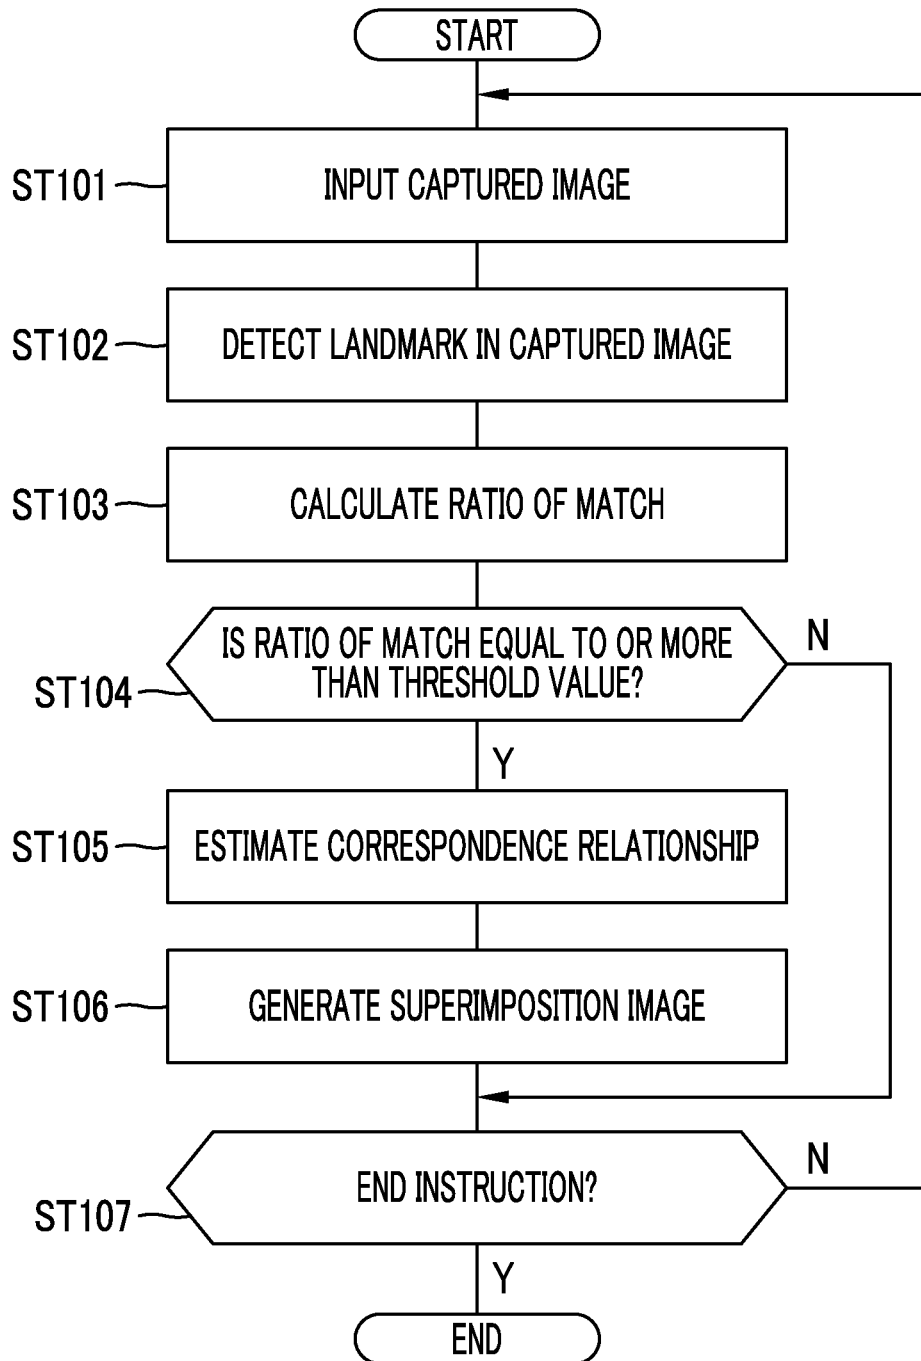 START
ST101
INPUT CAPTURED IMAGE
ST102
DETECT LANDMARK IN CAPTURED IMAGE
ST103
CALCULATE RATIO OF MATCH
IS RATIO OF MATCH EQUAL TO OR MORE
THAN THRESHOLD VALUE?
N
ST104
Y
ST105
ESTIMATE CORRESPONDENCE RELATIONSHIP
ST106
GENERATE SUPERIMPOSITION IMAGE
END INSTRUCTION?
N
ST107
Y
END